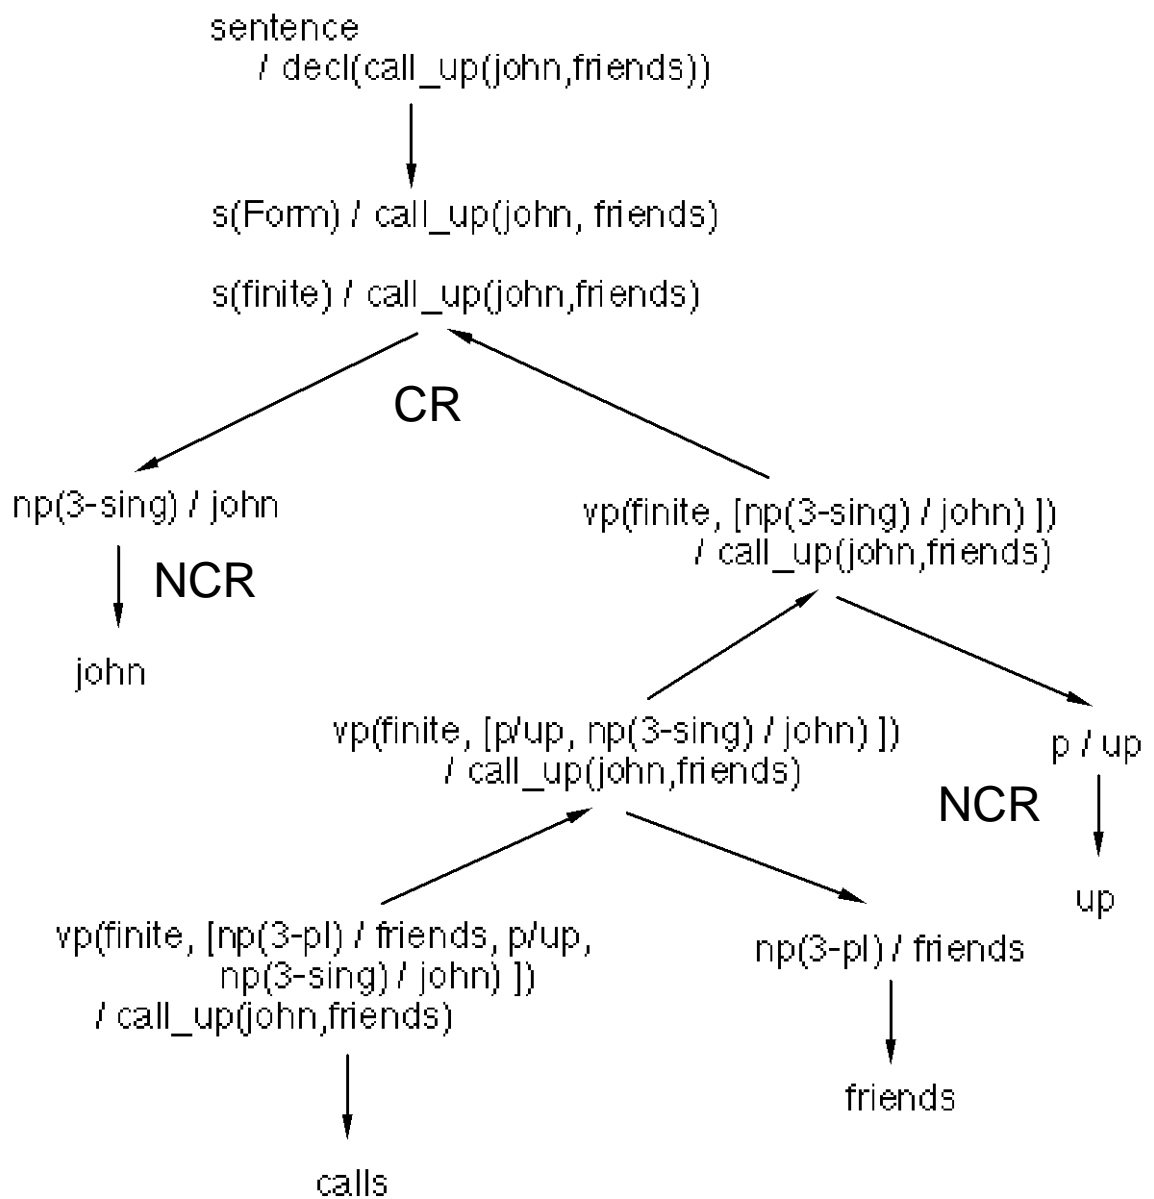 sentence
/ decl(call_up(john,friends))
s(Form) / call_up(john, friends)
s(finite) / call_up(john,friends)
CR
np(3-sing) / john
vp(finite, [np(3-sing) / john) ])
/ call_up(john,friends)
NCR
john
vp(finite, [p/up, np(3-sing) / john) ])
/ call_up(john,friends)
p / up
NCR
up
vp(finite, [np(3-pl) / friends, p/up,
np(3-sing) / john) ])
/ call_up(john,friends)
np(3-pl) / friends
friends
calls